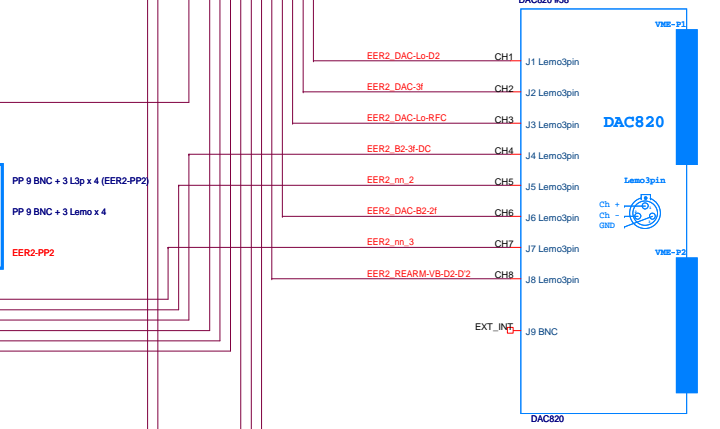 DAC820 #38
VME-P1
EER2_DAC-Lo-D2 CH1 J1 Lemo3pin
EER2_DAC-3f CH2 J2 Lemo3pin
EER2_DAC-Lo-RFC CH3 J3 Lemo3pin
DAC820
EER2_B2-3f-DC CH4 J4 Lemo3pin
PP 9 BNC + 3 L3p x 4 (EER2-PP2)
EER2_nn_2 CH5 J5 Lemo3pin
Lemo3pin
Ch +
Ch -
GND
PP 9 BNC + 3 Lemo x 4
EER2_DAC-B2-2f CH6 J6 Lemo3pin
EER2-PP2
EER2_nn_3 CH7 J7 Lemo3pin
VME-P2
EER2_REARM-VB-D2-D'2 CH8 J8 Lemo3pin
EXT_INT J9 BNC
DAC820